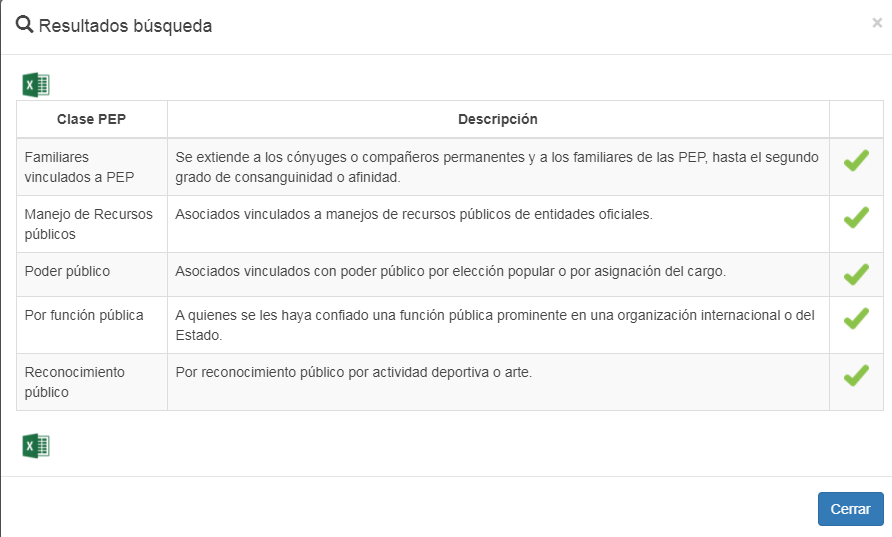 Resultados búsqueda
×
X
Clase PEP
Descripción
Familiares
vinculados a PEP
Se extiende a los cónyuges o compañeros permanentes y a los familiares de las PEP, hasta el segundo
grado de consanguinidad o afinidad.
Manejo de Recursos
públicos
Asociados vinculados a manejos de recursos públicos de entidades oficiales.
Poder público
Asociados vinculados con poder público por elección popular o por asignación del cargo.
Por función pública
A quienes se les haya confiado una función pública prominente en una organización internacional o del
Estado.
Reconocimiento
público
Por reconocimiento público por actividad deportiva o arte.
X
Cerrar